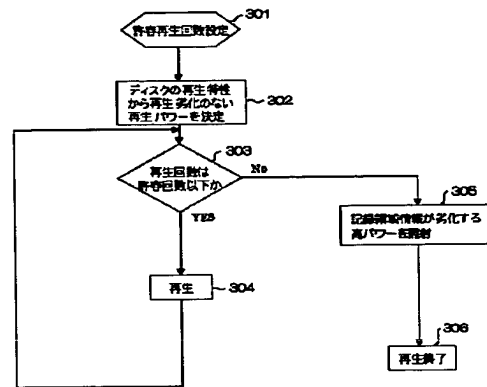 301
許容再生回数設定
ディスクの再生特性
から再生劣化のない
再生パワーを決定
302
303
再生回数は
許容回数以下か
No
YES
305
記録領域情報が劣化する
高パワーを照射
再生
304
306
再生終了